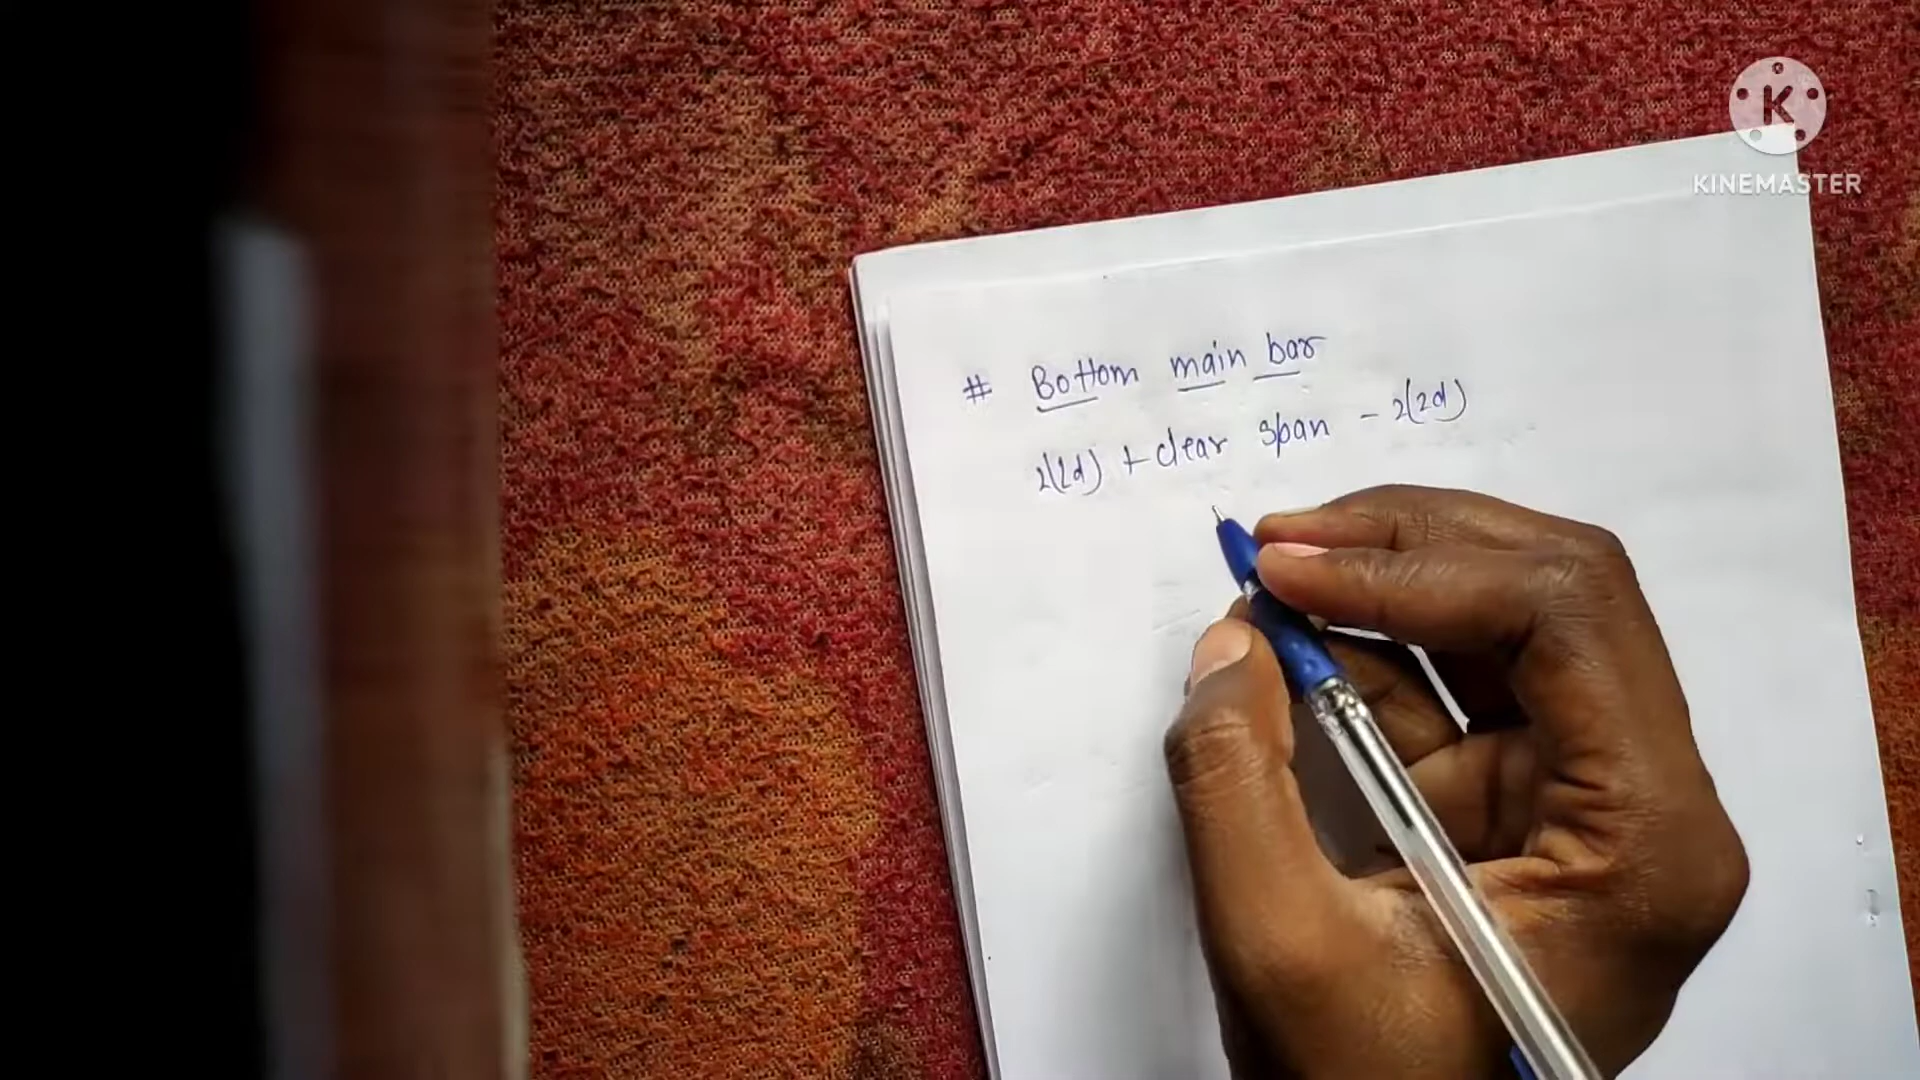 # Bottom main bar
2(2d) + clear span - 2(2d)
K
KINEMASTER